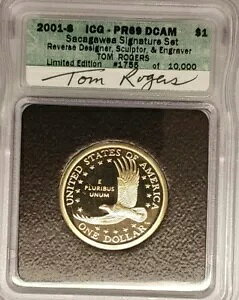 2001-S ICG - PR69 DCAM $1
Sacagawea Signature Set
Reverse Designer, Sculptor, & Engraver
TOM ROGERS
Limited Edition #1755 of 10,000
Tom Rogers
UNITED STATES OF AMERICA
PLURIBUS
UNUM
ONE DOLLAR